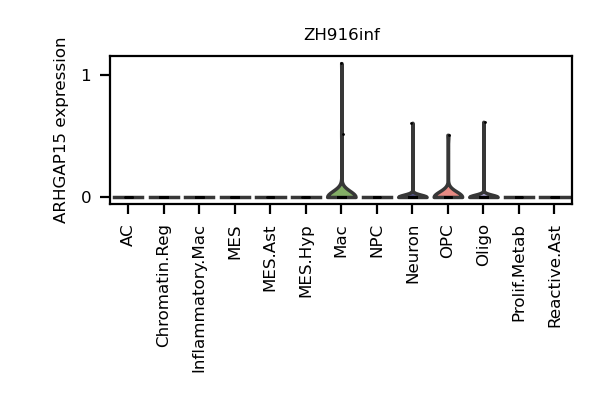 ZH916inf
ARHGAP15 expression
1
0
AC
Chromatin.Reg
Inflammatory.Mac
MES
MES.Ast
MES.Hyp
Mac
NPC
Neuron
OPC
Oligo
Prolif.Metab
Reactive.Ast